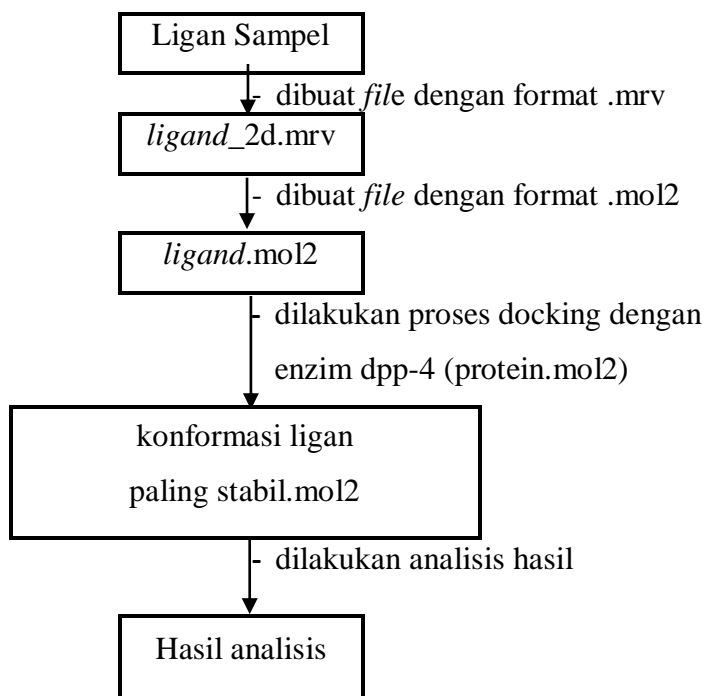 Ligan Sampel
- dibuat file dengan format .mrv
ligand_2d.mrv
- dibuat file dengan format .mol2
ligand.mol2
- dilakukan proses docking dengan
enzim dpp-4 (protein.mol2)
konformasi ligan
paling stabil.mol2
- dilakukan analisis hasil
Hasil analisis